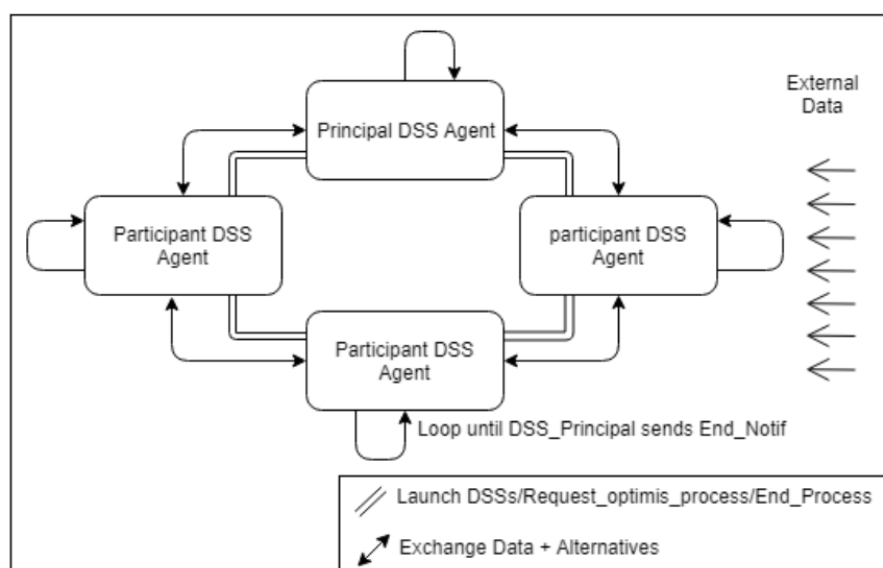 External
Data
Principal DSS Agent
Participant DSS
Agent
participant DSS
Agent
Participant DSS
Agent
Loop until DSS_Principal sends End_Notif
Launch DSSs/Request_optimis_process/End_Process
Exchange Data + Alternatives